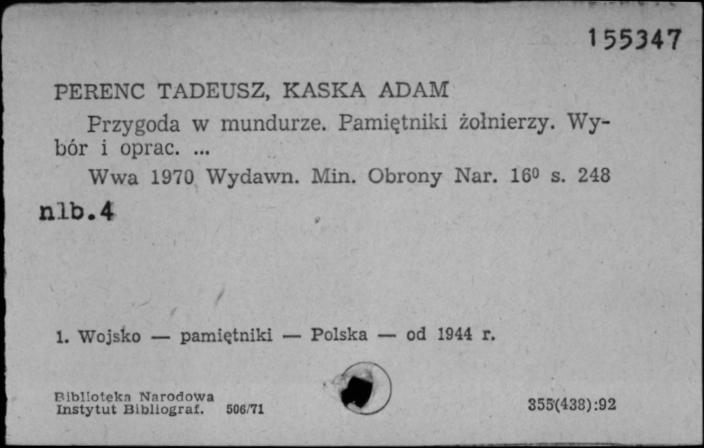 155347
PERENC TADEUSZ, KASKA ADAM
Przygoda w mundurze. Pamiętniki żołnierzy. Wy-
bór i oprac. ...
Wwa 1970 Wydawn. Min. Obrony Nar. 16⁰ s. 248
nlb.4
1. Wojsko — pamiętniki — Polska — od 1944 r.
Biblioteka Narodowa
Instytut Bibliograf. 506/71
355(438):92